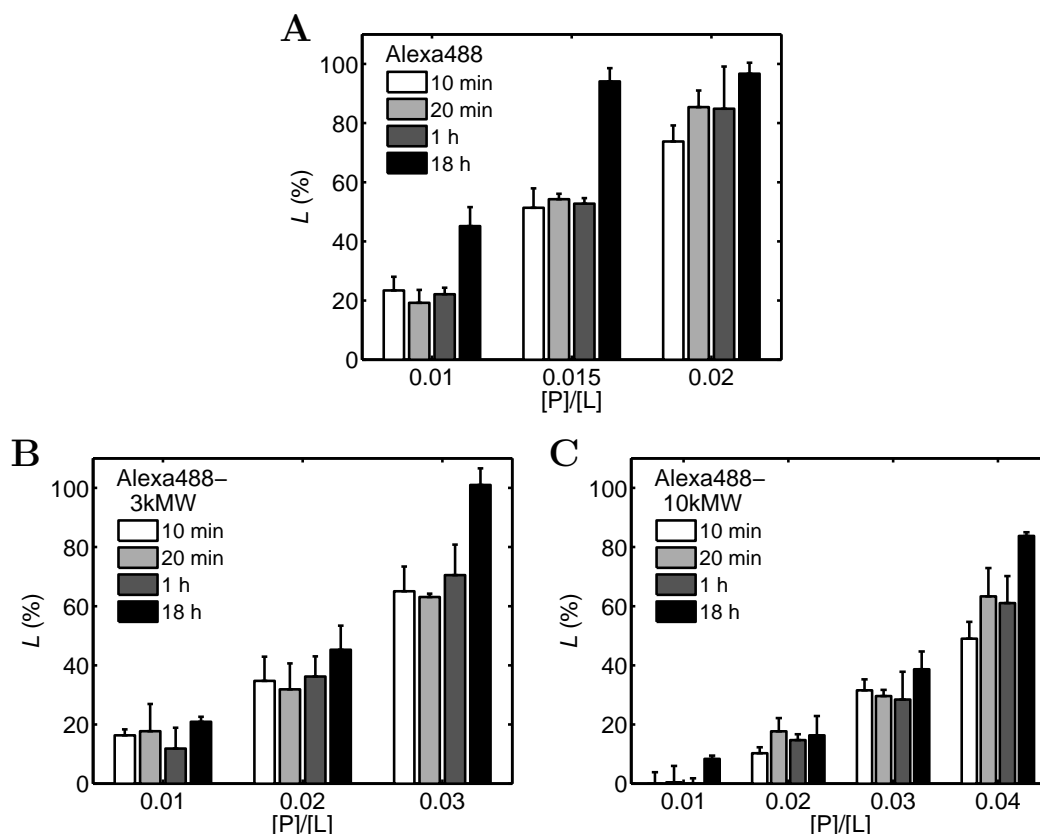 A
Alexa488
10 min
20 min
1 h
18 h
100
80
60
40
20
0
L (%)
0.01 0.015 0.02
[P]/[L]
B
Alexa488–
3kMW
10 min
20 min
1 h
18 h
100
80
60
40
20
0
L (%)
0.01 0.02 0.03
[P]/[L]
C
Alexa488–
10kMW
10 min
20 min
1 h
18 h
100
80
60
40
20
0
L (%)
0.01 0.02 0.03 0.04
[P]/[L]